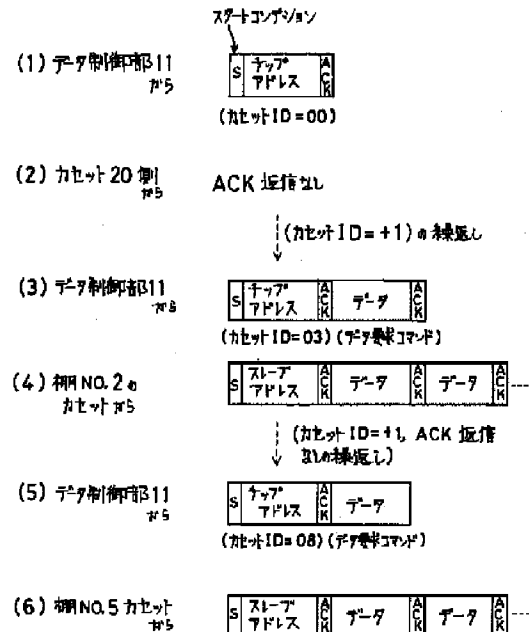 スタートコンデション
(1) データ制御部11から
S チップアドレス ACK
(カセットID=00)
(2) カセット20側から
ACK返信なし
(カセットID=+1)の繰返し
(3) データ制御部11から
S チップアドレス ACK データ ACK
(カセットID=03)(データ要求コマンド)
(4) 棚NO.2のカセットから
S スレーブアドレス ACK データ ACK データ ACK
(カセットID=+1, ACK返信
なしの繰返し)
(5) データ制御部11から
S チップアドレス ACK データ
(カセットID=08)(データ要求コマンド)
(6) 棚NO.5カセットから
S スレーブアドレス ACK データ ACK データ ACK